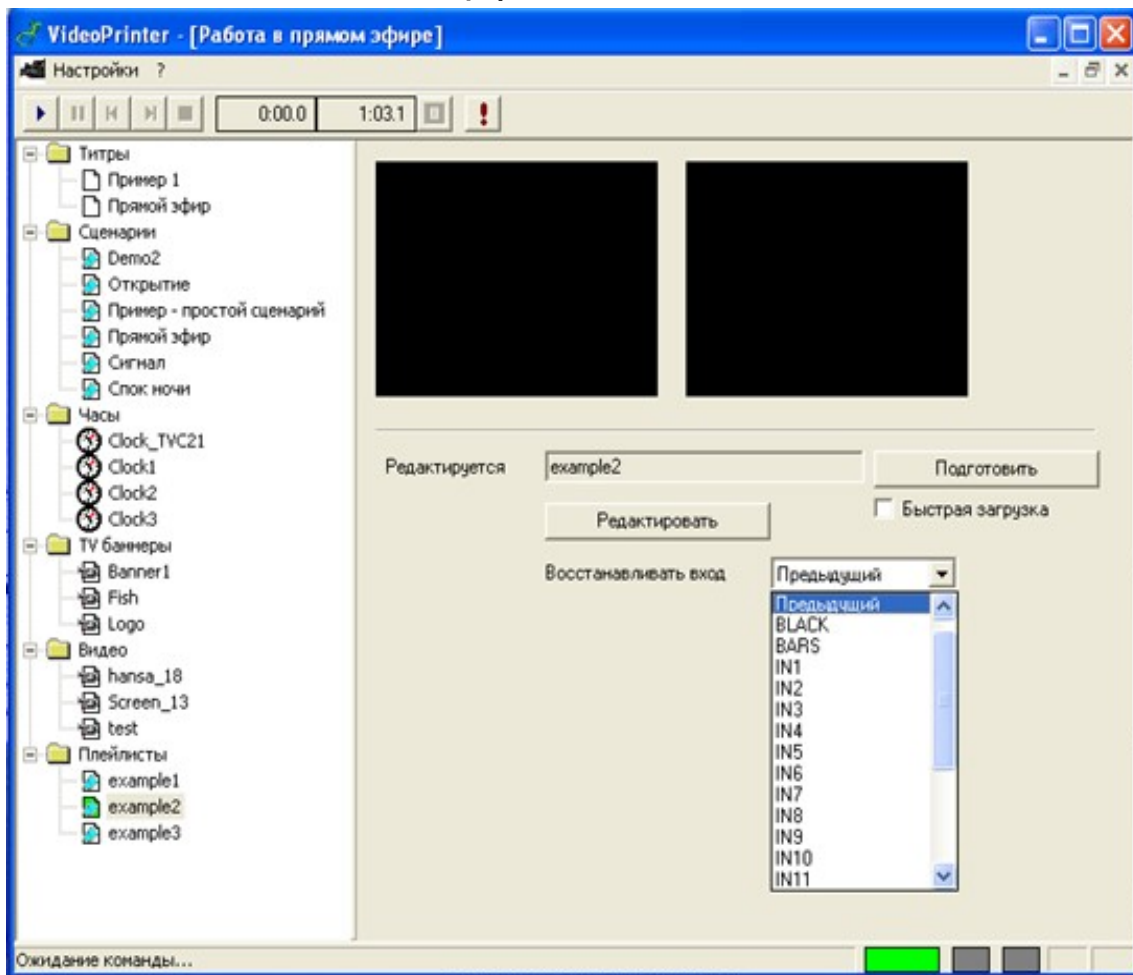 VideoPrinter - [Работа в прямом эфире]
Настройки ?
0:00.0 1:03.1
Титры
Пример 1
Прямой эфир
Сценарии
Demo2
Открытие
Пример - простой сценарий
Прямой эфир
Сигнал
Спок ночи
Часы
Clock_TVC21
Clock1
Clock2
Clock3
TV баннеры
Banner1
Fish
Logo
Видео
hansa_18
Screen_13
test
Плейлисты
example1
example2
example3
Редактируется example2 Подготовить
Редактировать Быстрая загрузка
Восстанавливать вход Предыдущий
Предыдущий
BLACK
BARS
IN1
IN2
IN3
IN4
IN5
IN6
IN7
IN8
IN9
IN10
IN11
Ожидание команды...